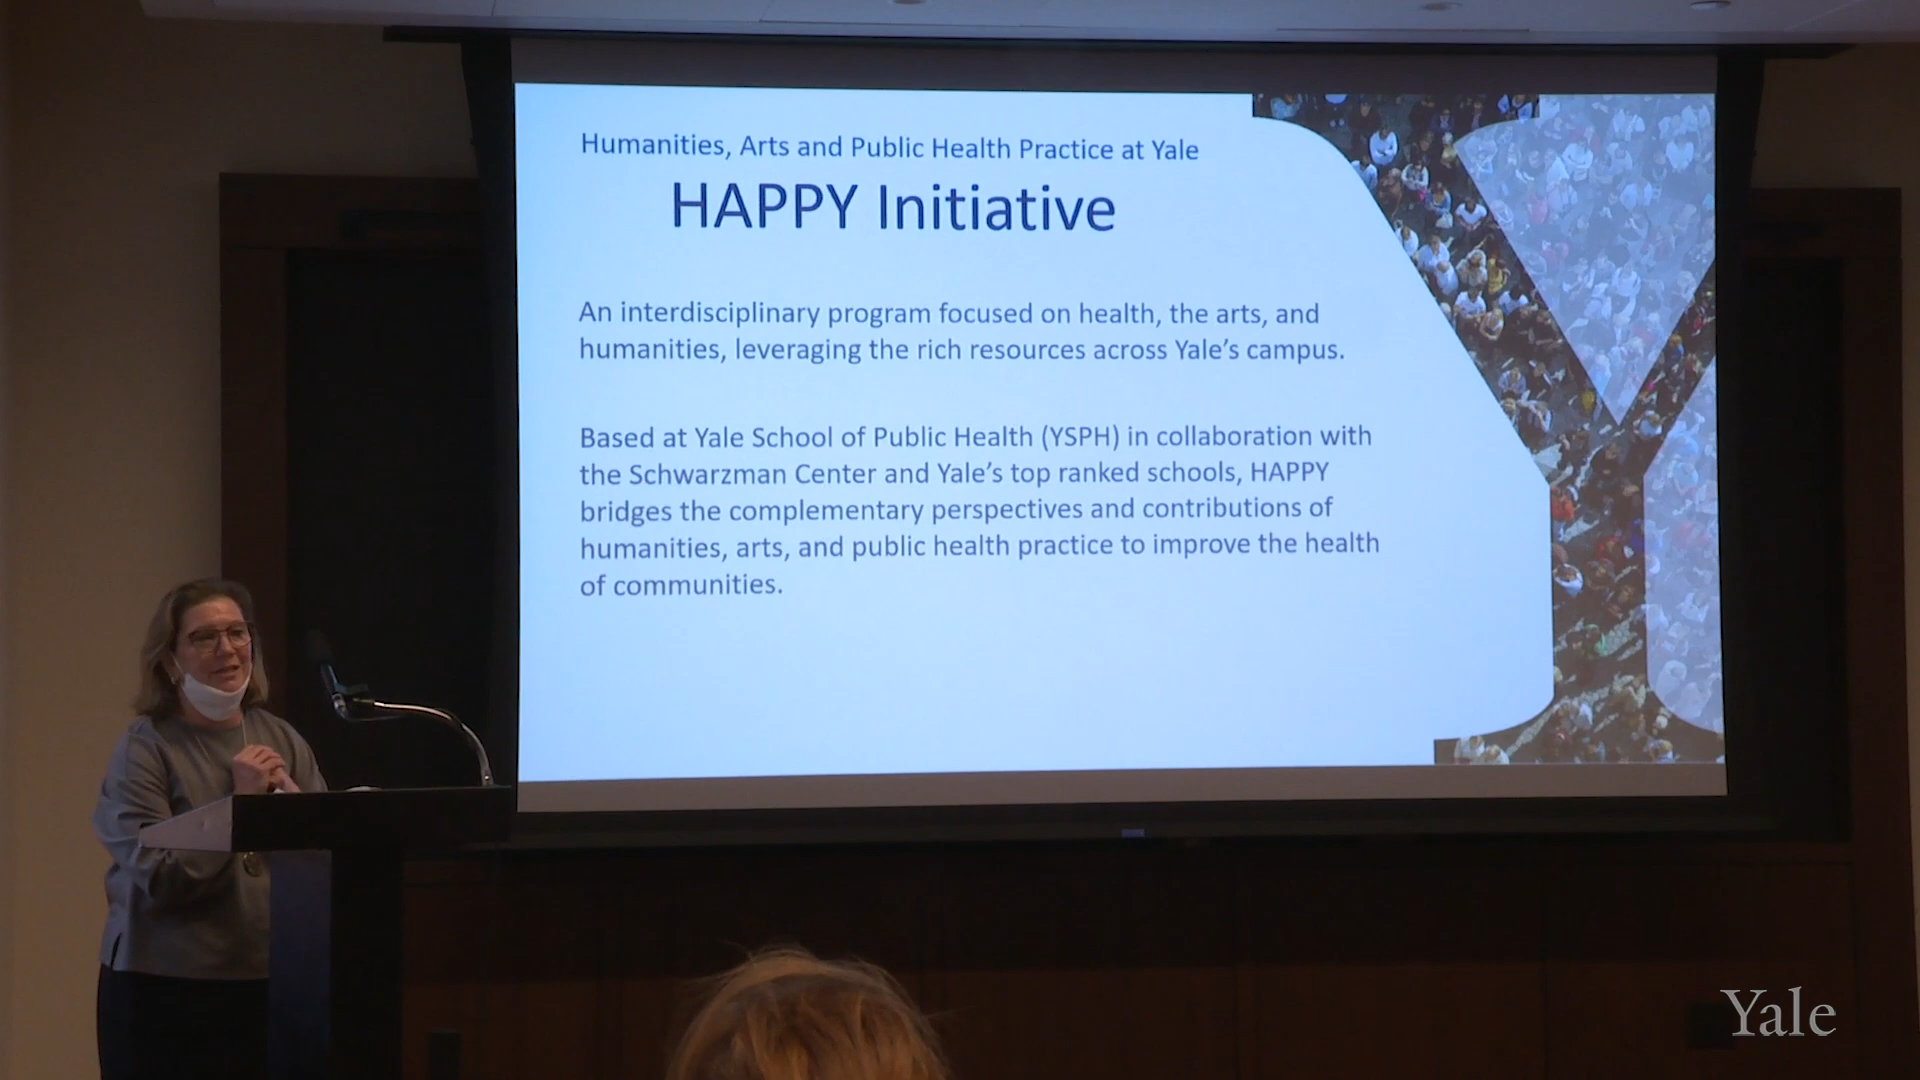 Humanities, Arts and Public Health Practice at Yale
HAPPY Initiative
An interdisciplinary program focused on health, the arts, and
humanities, leveraging the rich resources across Yale’s campus.
Based at Yale School of Public Health (YSPH) in collaboration with
the Schwarzman Center and Yale’s top ranked schools, HAPPY
bridges the complementary perspectives and contributions of
humanities, arts, and public health practice to improve the health
of communities.
Yale